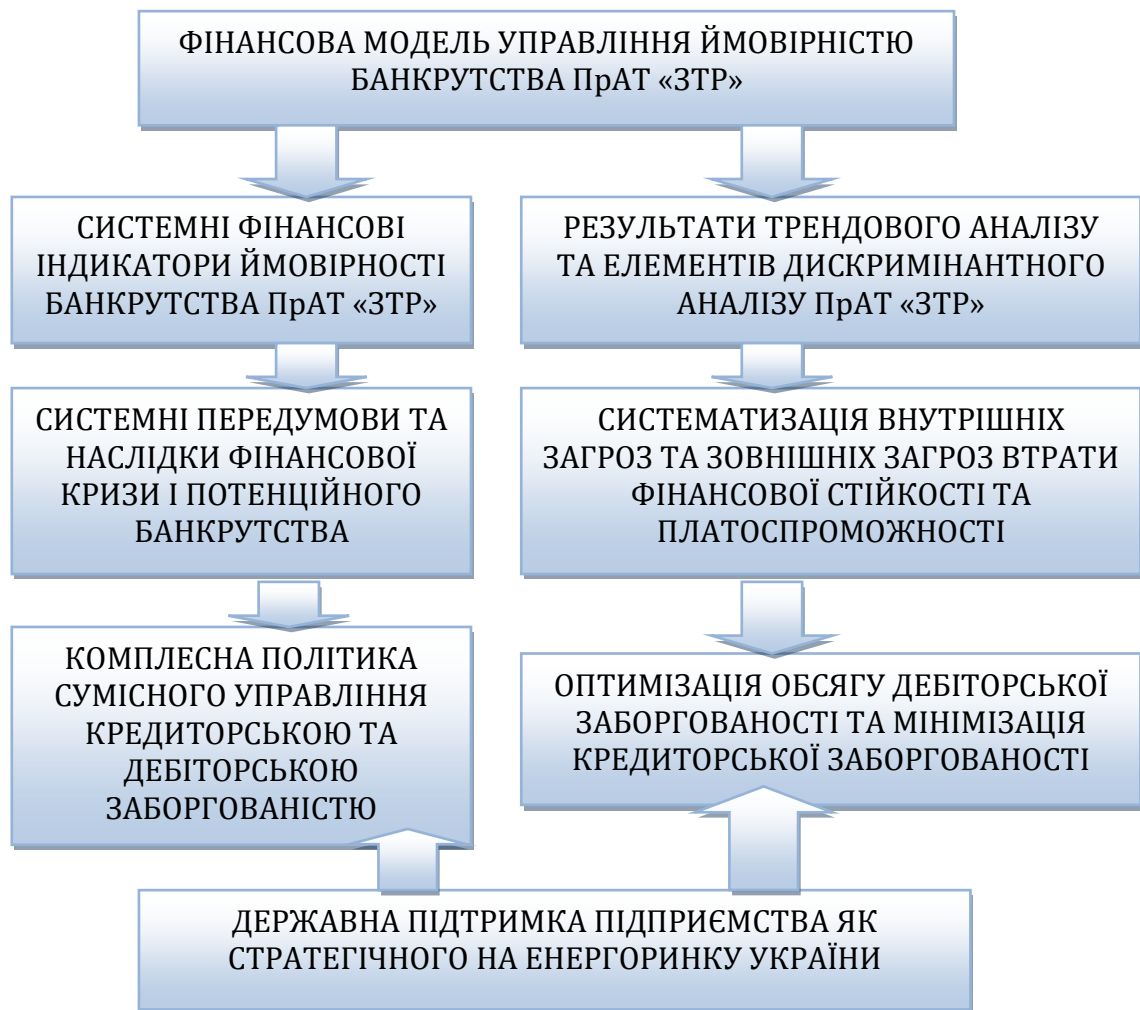 ФІНАНСОВА МОДЕЛЬ УПРАВЛІННЯ ЙМОВІРНІСТЮ
БАНКРУТСТВА ПрАТ «ЗТР»
СИСТЕМНІ ФІНАНСОВІ
ІНДИКАТОРИ ЙМОВІРНОСТІ
БАНКРУТСТВА ПрАТ «ЗТР»
РЕЗУЛЬТАТИ ТРЕНДОВОГО АНАЛІЗУ
ТА ЕЛЕМЕНТІВ ДИСКРИМІНАНТНОГО
АНАЛІЗУ ПрАТ «ЗТР»
СИСТЕМНІ ПЕРЕДУМОВИ ТА
НАСЛІДКИ ФІНАНСОВОЇ
КРИЗИ І ПОТЕНЦІЙНОГО
БАНКРУТСТВА
СИСТЕМАТИЗАЦІЯ ВНУТРІШНІХ
ЗАГРОЗ ТА ЗОВНІШНІХ ЗАГРОЗ ВТРАТИ
ФІНАНСОВОЇ СТІЙКОСТІ ТА
ПЛАТОСПРОМОЖНОСТІ
КОМПЛЕСНА ПОЛІТИКА
СУМІСНОГО УПРАВЛІННЯ
КРЕДИТОРСЬКОЮ ТА
ДЕБІТОРСЬКОЮ
ЗАБОРГОВАНІСТЮ
ОПТИМІЗАЦІЯ ОБСЯГУ ДЕБІТОРСЬКОЇ
ЗАБОРГОВАНОСТІ ТА МІНІМІЗАЦІЯ
КРЕДИТОРСЬКОЇ ЗАБОРГОВАНОСТІ
ДЕРЖАВНА ПІДТРИМКА ПІДПРИЄМСТВА ЯК
СТРАТЕГІЧНОГО НА ЕНЕРГОРИНКУ УКРАЇНИ